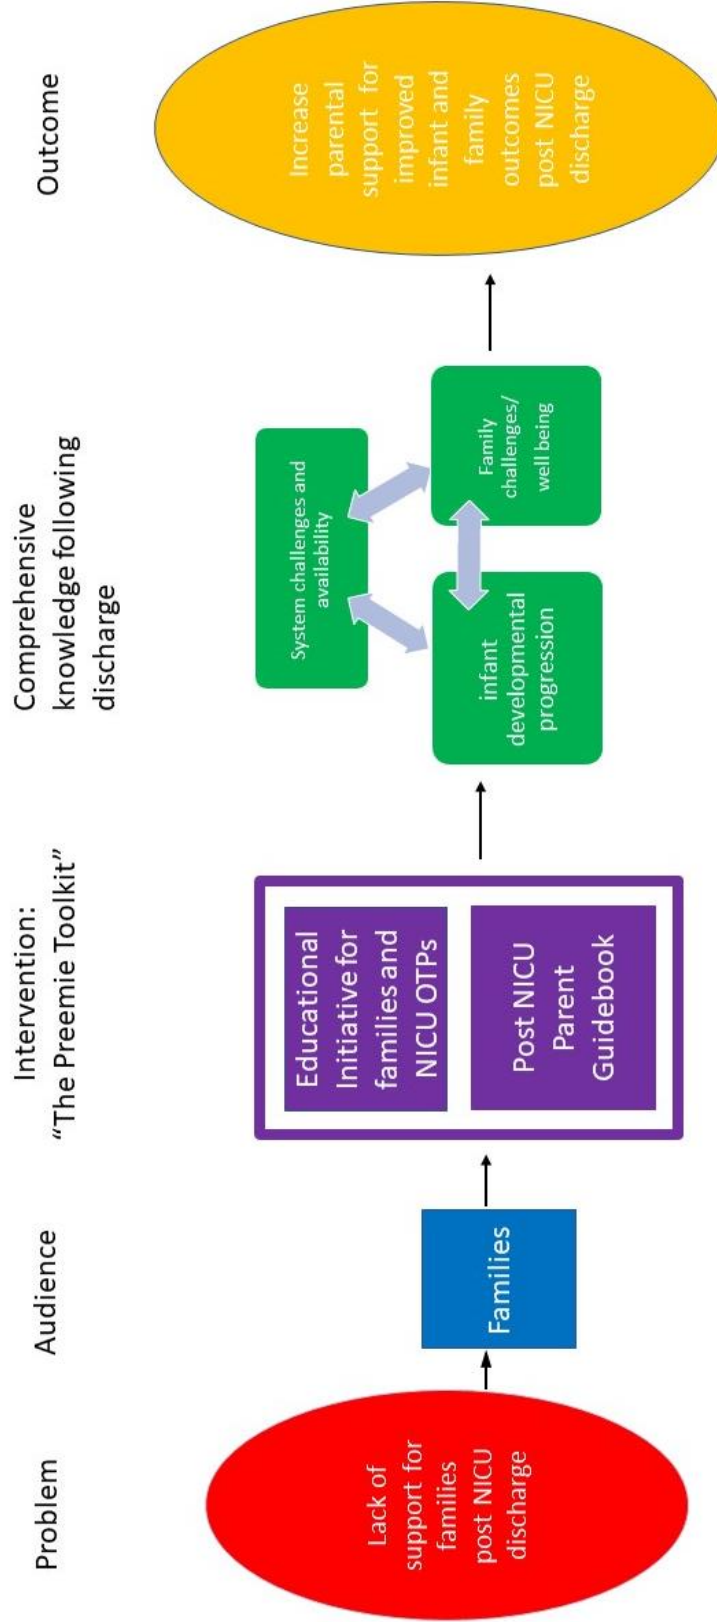 Problem
Audience
Intervention:
“The Preemie Toolkit”
Comprehensive
knowledge following
discharge
Outcome
Lack of
support for
families
post NICU
discharge
Families
Educational
Initiative for
families and
NICU OTPs
Post NICU
Parent
Guidebook
System challenges and
availability
infant
developmental
progression
Family
challenges/
well being
Increase
parental
support for
improved
infant and
family
outcomes
post NICU
discharge